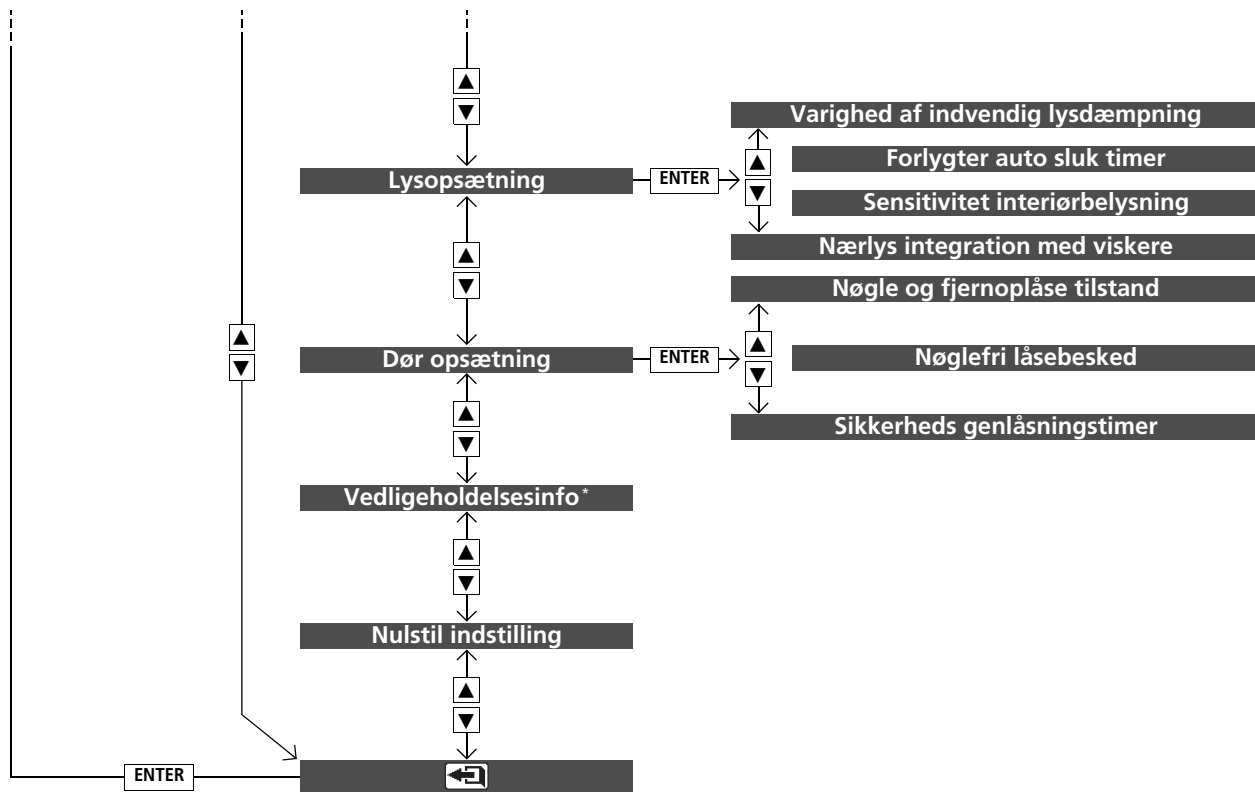 Varighed af indvendig lysdæmpning
Forlygter auto sluk timer
Lysopsætning
ENTER
Sensitivitet interiørbelysning
Nærlys integration med viskere
Nøgle og fjernoplåse tilstand
Dør opsætning
ENTER
Nøglefri låsebesked
Sikkerheds genlåsningstimer
Vedligeholdelsesinfo*
Nulstil indstilling
ENTER